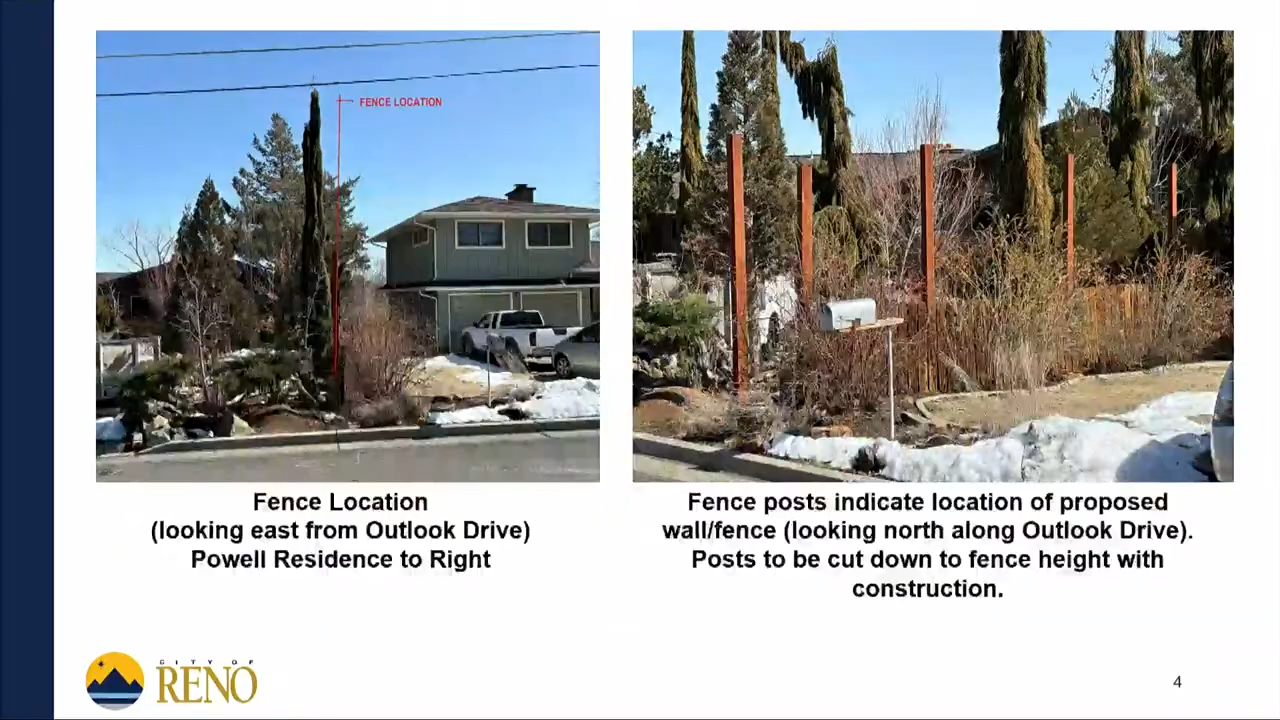 FENCE LOCATION
Fence Location
(looking east from Outlook Drive)
Powell Residence to Right
Fence posts indicate location of proposed
wall/fence (looking north along Outlook Drive).
Posts to be cut down to fence height with
construction.
CITY OF
RENO
4